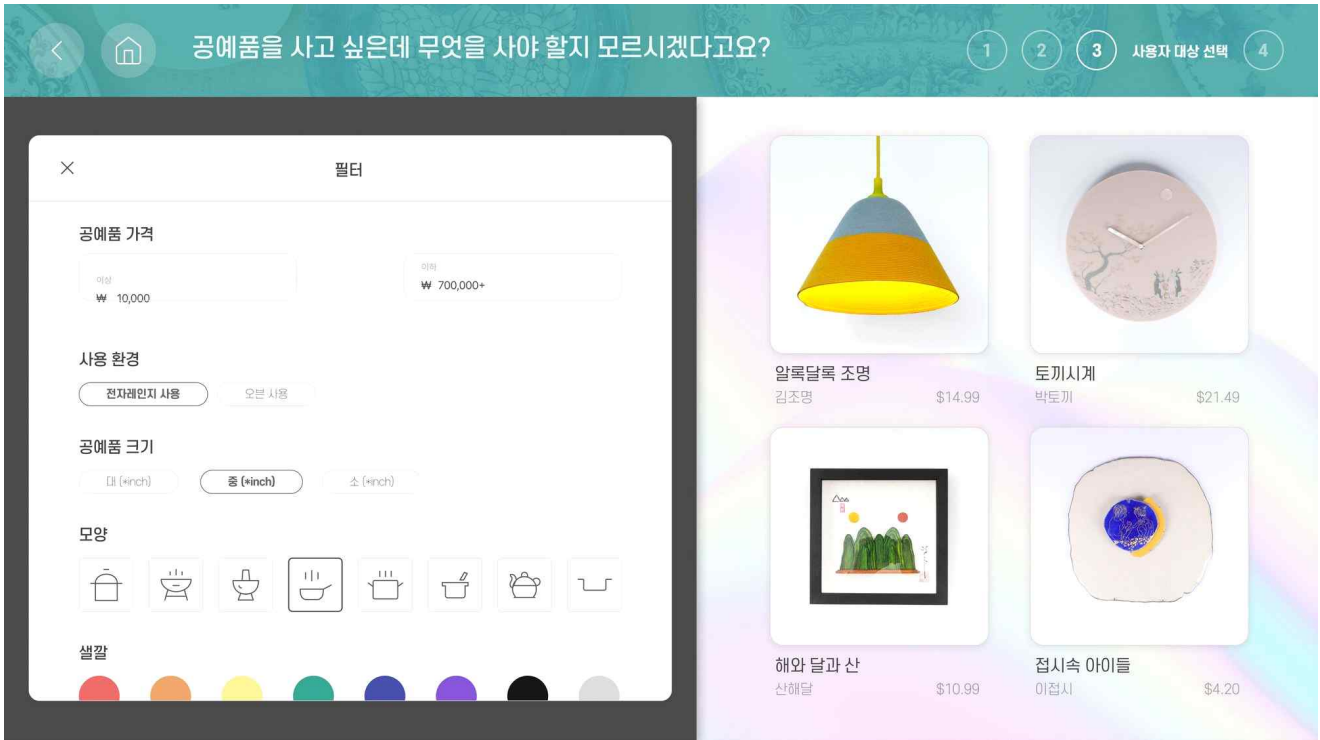 공예품을 사고 싶은데 무엇을 사야 할지 모르시겠다고요?
1 2 3 사용자 대상 선택 4
필터
공예품 가격
이상
₩ 10,000
이하
₩ 700,000+
사용 환경
전자레인지 사용 오븐 사용
공예품 크기
대 (*inch) 중 (*inch) 소 (*inch)
모양
샐깔
알록달록 조명
김조명 $14.99
토끼시계
박토끼 $21.49
해와 달과 산
산해달 $10.99
접시속 아이들
이접시 $4.20